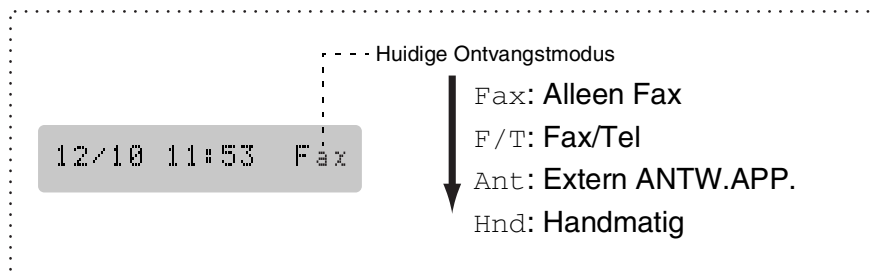 Huidige Ontvangstmodus
Fax: Alleen Fax
F/T: Fax/Tel
12/10 11:53 Fax
Ant: Extern ANTW.APP.
Hnd: Handmatig